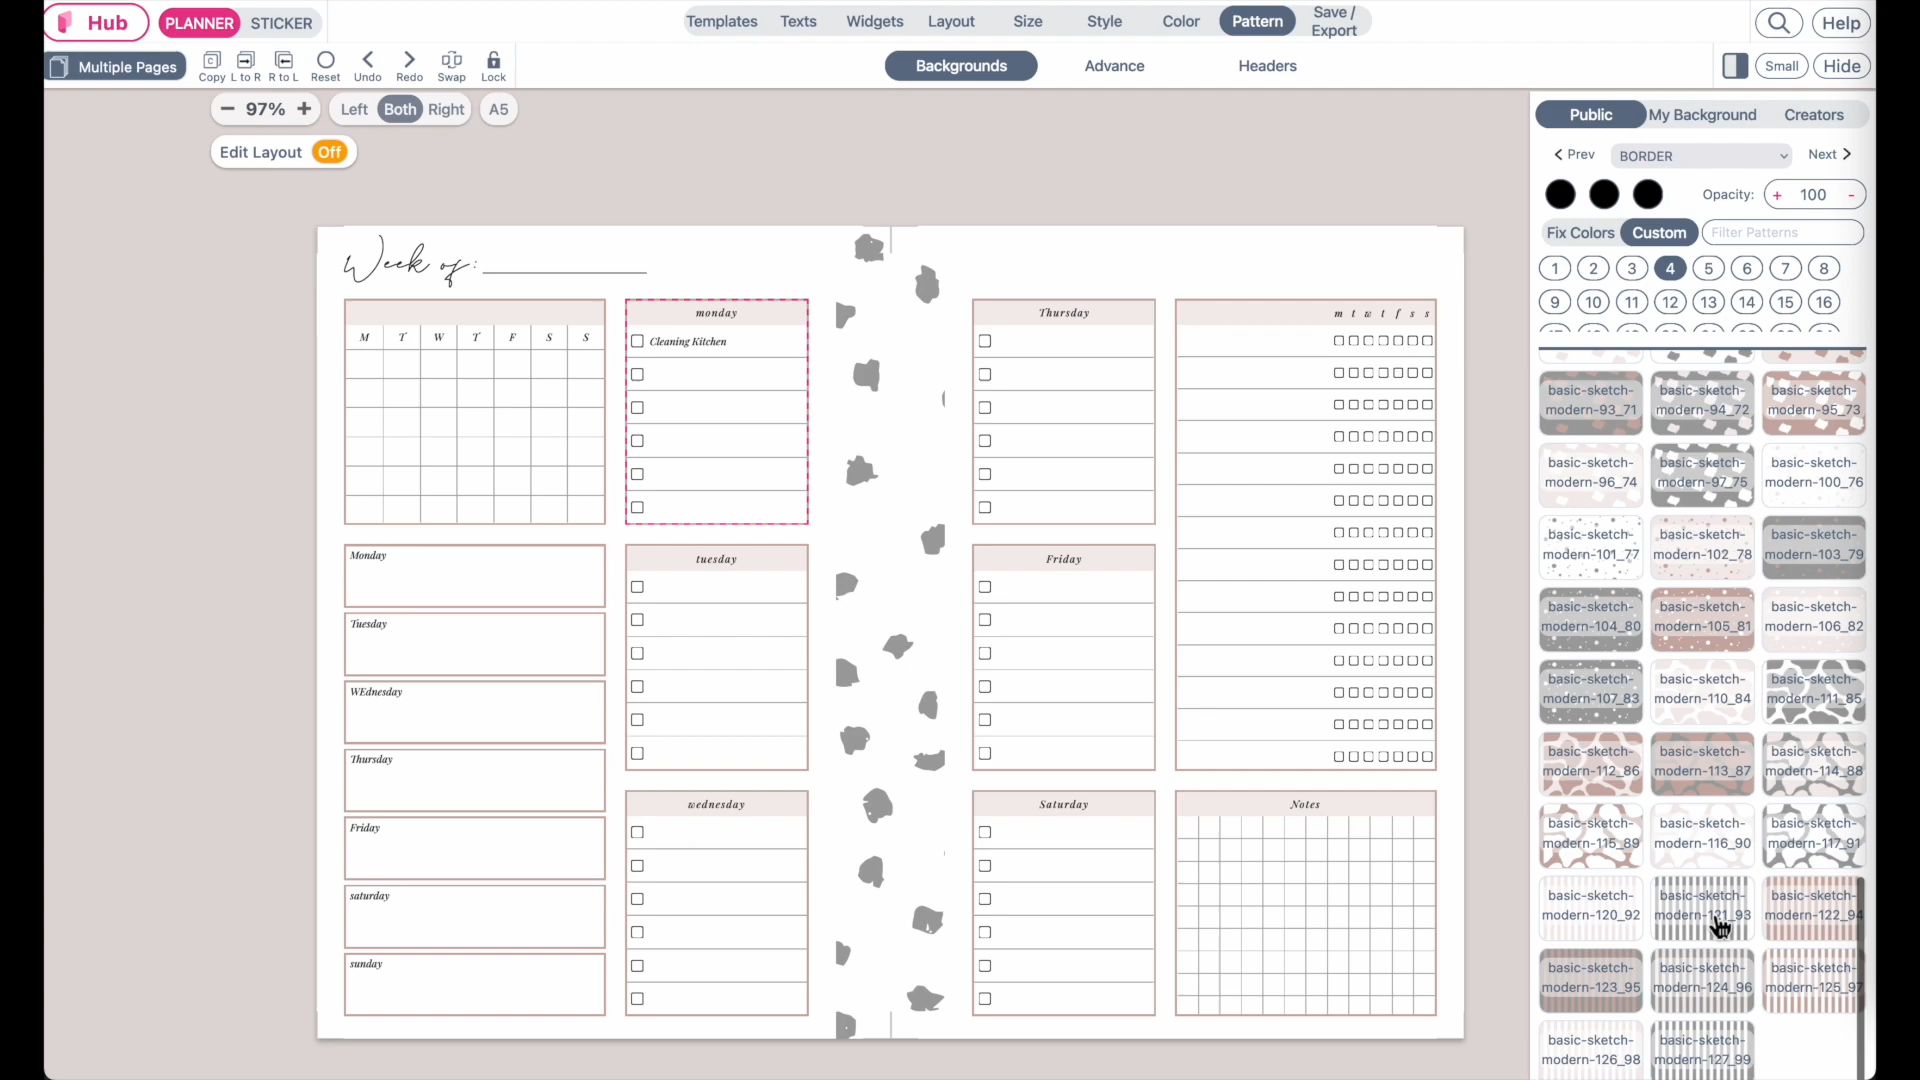 Hub
PLANNER
STICKER
Templates
Texts
Widgets
Layout
Size
Style
Color
Pattern
Save /
Export
Help
Multiple Pages
Copy
L to R
R to L
Reset
Undo
Redo
Swap
Lock
Backgrounds
Advance
Headers
Small
Hide
97%
Left
Both
Right
A5
Edit Layout
Off
Public
My Background
Creators
Prev
BORDER
Next
Opacity:
+ 100 -
Fix Colors
Custom
Filter Patterns
1 2 3 4 5 6 7 8
9 10 11 12 13 14 15 16
Week of:
M T W T F S S
monday
Cleaning Kitchen
Thursday
m t w t f s s
Monday
Tuesday
WEdnesday
Thursday
Friday
saturday
sunday
tuesday
Friday
wednesday
Saturday
Notes
basic-sketch-
modern-93_71
basic-sketch-
modern-94_72
basic-sketch-
modern-95_73
basic-sketch-
modern-96_74
basic-sketch-
modern-97_75
basic-sketch-
modern-100_76
basic-sketch-
modern-101_77
basic-sketch-
modern-102_78
basic-sketch-
modern-103_79
basic-sketch-
modern-104_80
basic-sketch-
modern-105_81
basic-sketch-
modern-106_82
basic-sketch-
modern-107_83
basic-sketch-
modern-110_84
basic-sketch-
modern-111_85
basic-sketch-
modern-112_86
basic-sketch-
modern-113_87
basic-sketch-
modern-114_88
basic-sketch-
modern-115_89
basic-sketch-
modern-116_90
basic-sketch-
modern-117_91
basic-sketch-
modern-120_92
basic-sketch-
modern-121_93
basic-sketch-
modern-122_94
basic-sketch-
modern-123_95
basic-sketch-
modern-124_96
basic-sketch-
modern-125_97
basic-sketch-
modern-126_98
basic-sketch-
modern-127_99